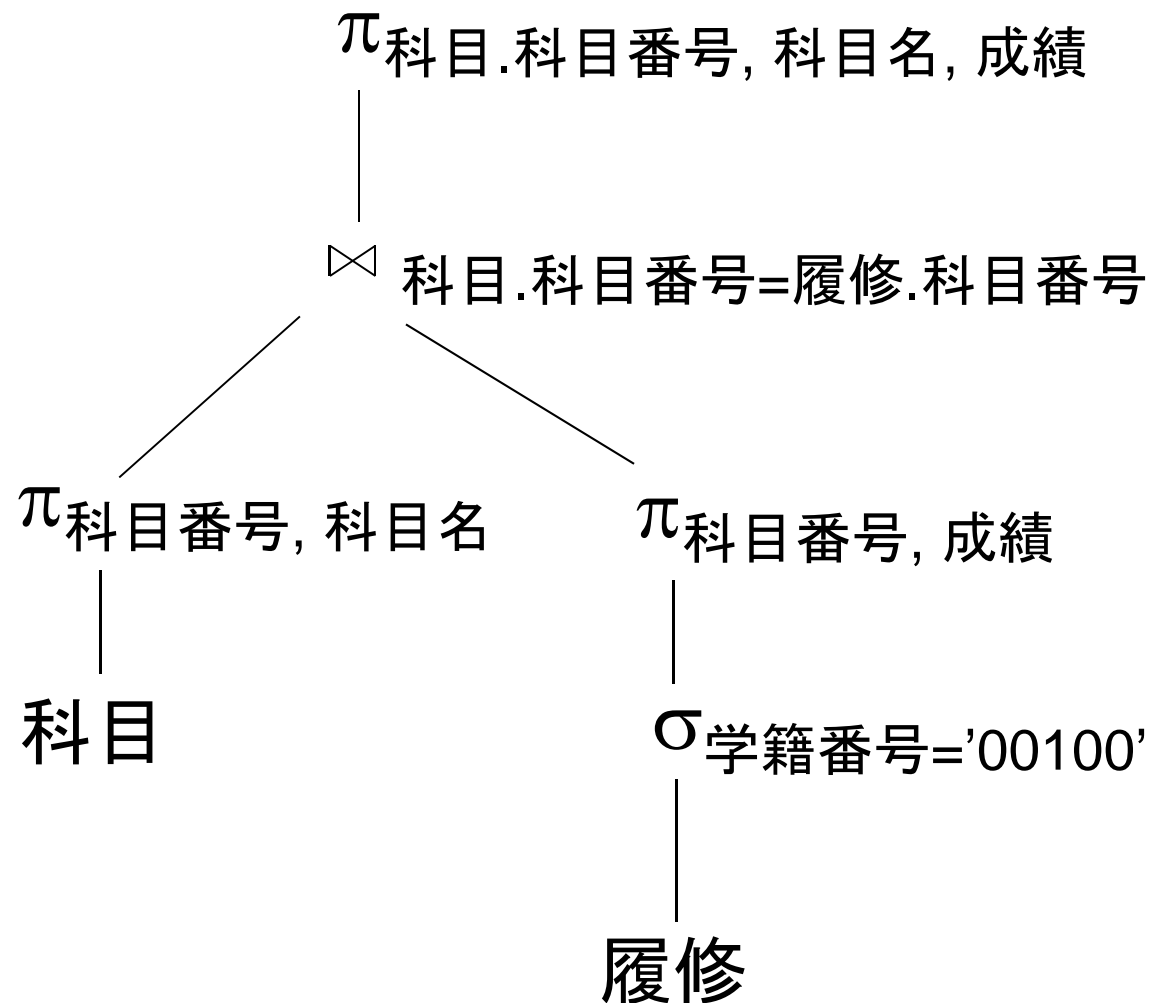 π科目.科目番号, 科目名, 成績
⋈ 科目.科目番号=履修.科目番号
π科目番号, 科目名
π科目番号, 成績
科目
σ学籍番号='00100’
履修